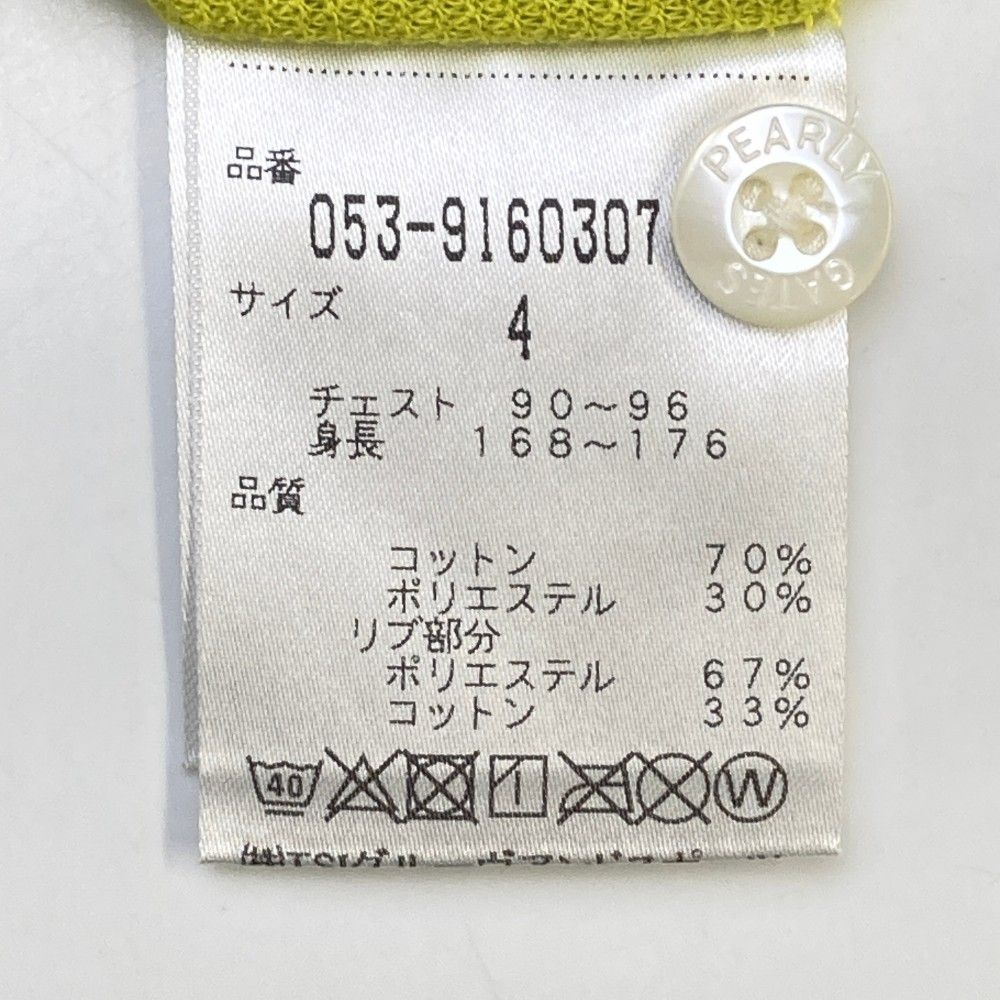 品番
053-9160307
サイズ
4
チェスト 90～96
身長 168～176
品質
コットン 70%
ポリエステル 30%
リブ部分
ポリエステル 67%
コットン 33%
40
W
PEARLY
GATES